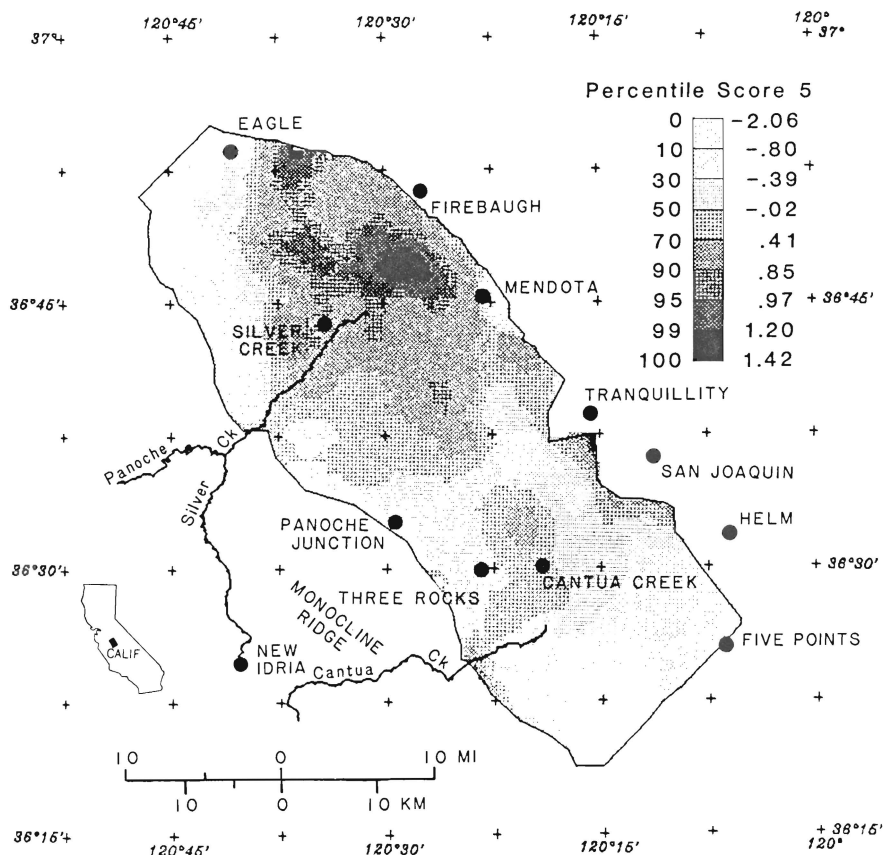 120°45' 120°30' 120°15' 120°
37° 37°
Percentile Score 5
0 -2.06
10 -.80
30 -.39
50 -.02
70 .41
90 .85
95 .97
99 1.20
100 1.42
EAGLE
FIREBAUGH
MENDOTA
36°45' 36°45'
SILVER
CREEK
TRANQUILLITY
Panoche Ck
SAN JOAQUIN
Silver
HELM
PANOCHE
JUNCTION
36°30' 36°30'
CANTUA CREEK
THREE ROCKS
MONOCLINE
RIDGE
CALIF
NEW
IDRIA
FIVE POINTS
Cantua Ck
10 0 10 MI
10 0 10 KM
36°15' 36°15'
120°45' 120°30' 120°15' 120°